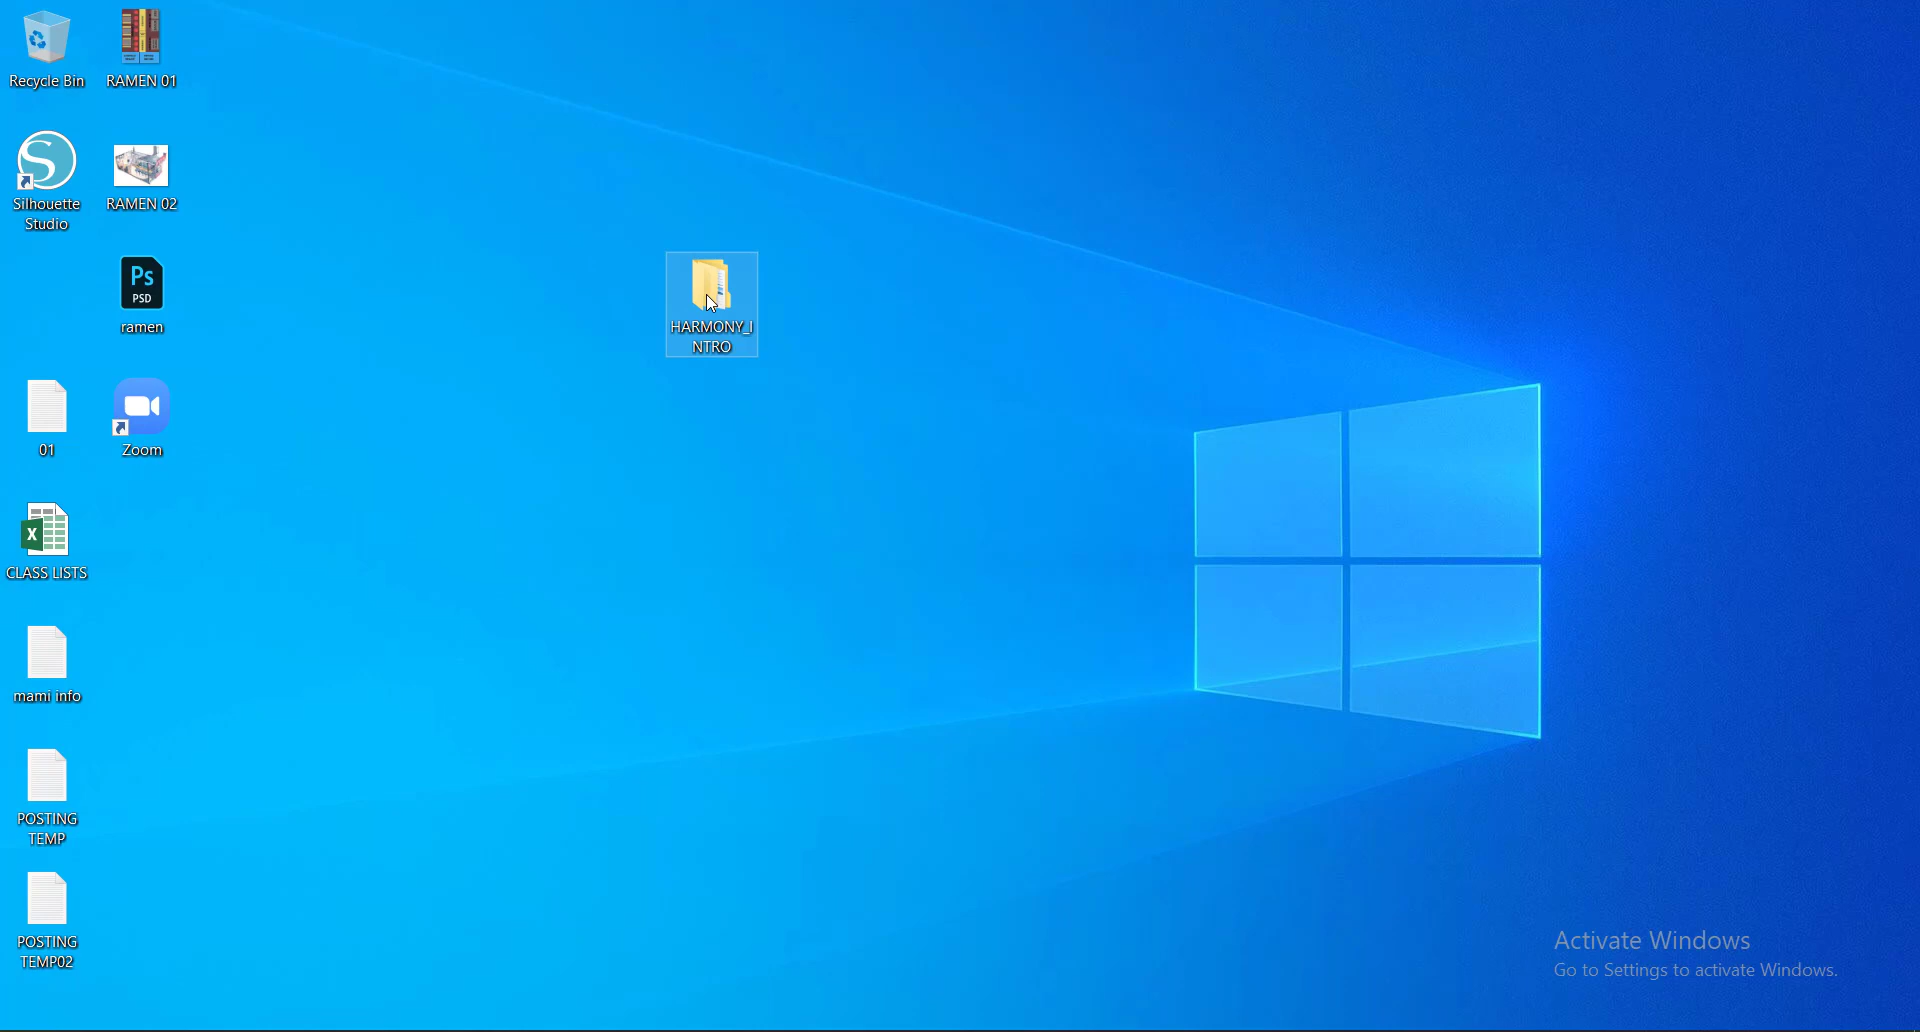 Recycle Bin
RAMEN 01
Silhouette
Studio
RAMEN 02
Ps
PSD
ramen
HARMONY_I
NTRO
01
Zoom
X
CLASS LISTS
mami info
POSTING
TEMP
POSTING
TEMP02
Activate Windows
Go to Settings to activate Windows.